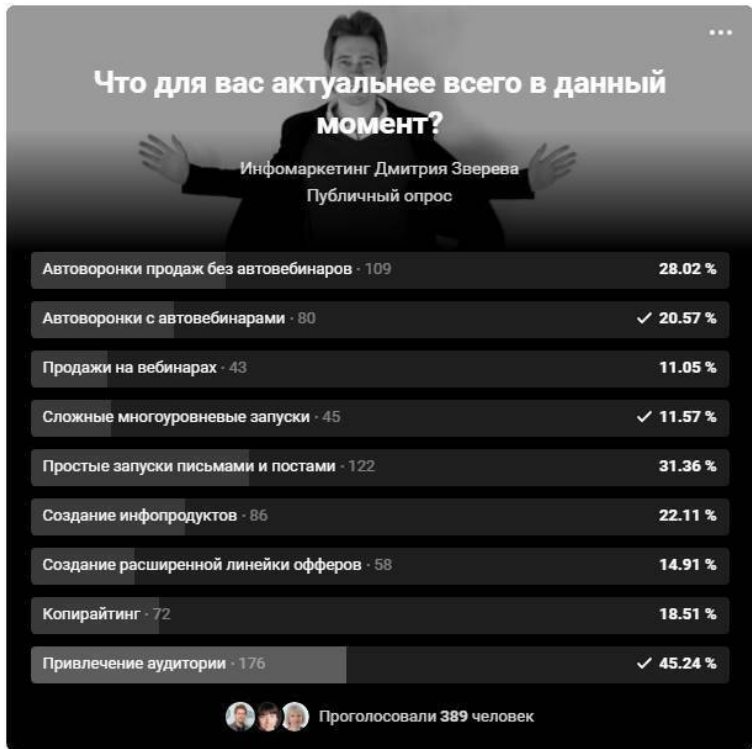 Что для вас актуальнее всего в данный
момент?
Инфомаркетинг Дмитрия Зверева
Публичный опрос
Автоворонки продаж без автовебинаров · 109 28.02 %
Автоворонки с автовебинарами · 80 20.57 %
Продажи на вебинарах · 43 11.05 %
Сложные многоуровневые запуски · 45 11.57 %
Простые запуски письмами и постами · 122 31.36 %
Создание инфопродуктов · 86 22.11 %
Создание расширенной линейки офферов · 58 14.91 %
Копирайтинг · 72 18.51 %
Привлечение аудитории · 176 45.24 %
Проголосовали 389 человек